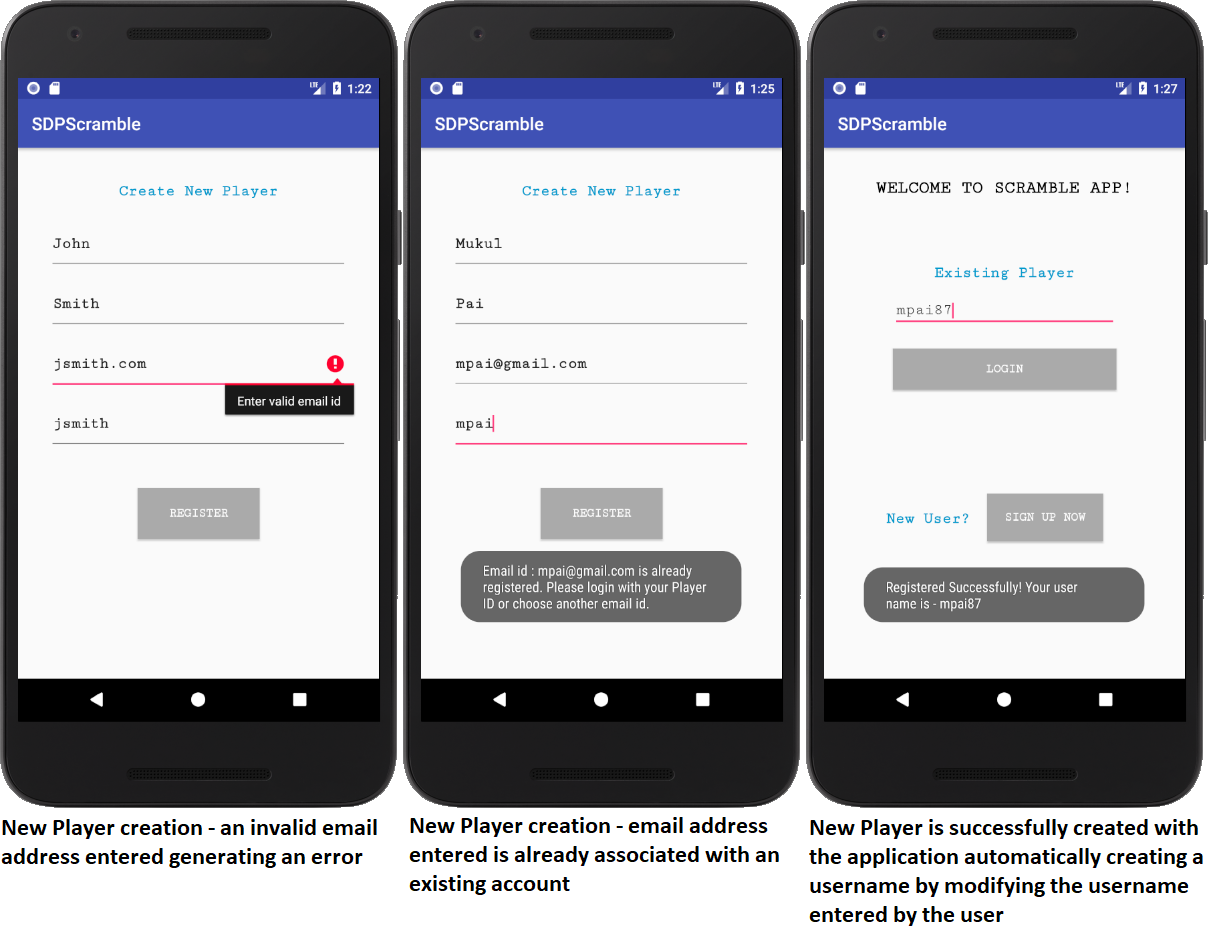 LTE 1:22
SDPScramble
Create New Player
John
Smith
jsmith.com
Enter valid email id
jsmith
REGISTER
New Player creation - an invalid email
address entered generating an error
LTE 1:25
SDPScramble
Create New Player
Mukul
Pai
mpai@gmail.com
mpai
REGISTER
Email id : mpai@gmail.com is already
registered. Please login with your Player
ID or choose another email id.
New Player creation - email address
entered is already associated with an
existing account
LTE 1:27
SDPScramble
WELCOME TO SCRAMBLE APP!
Existing Player
mpai87
LOGIN
New User? SIGN UP NOW
Registered Successfully! Your user
name is - mpai87
New Player is successfully created with
the application automatically creating a
username by modifying the username
entered by the user